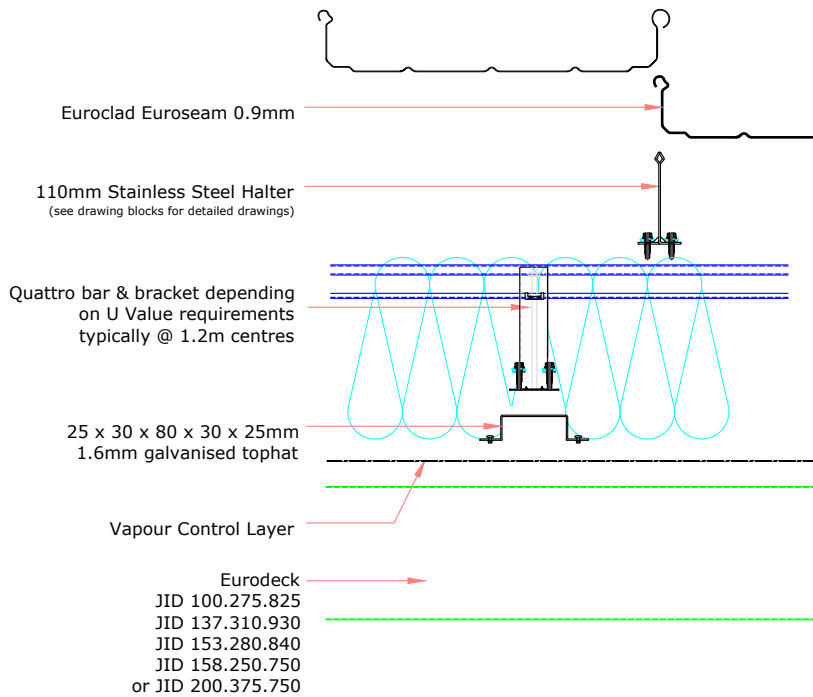 Euroclad Euroseam 0.9mm
110mm Stainless Steel Halter
(see drawing blocks for detailed drawings)
Quattro bar & bracket depending
on U Value requirements
typically @ 1.2m centres
25 x 30 x 80 x 30 x 25mm
1.6mm galvanised tophat
Vapour Control Layer
Eurodeck
JID 100.275.825
JID 137.310.930
JID 153.280.840
JID 158.250.750
or JID 200.375.750